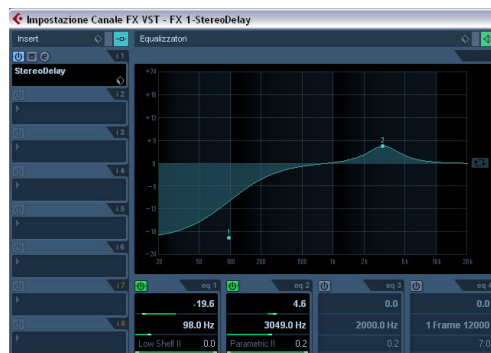 Impostazione Canale FX VST - FX 1-StereoDelay
Insert
Equalizzatori
i 1
StereoDelay
i 2
i 3
i 4
i 5
i 6
i 7
i 8
+24
+18
+12
+6
0
-6
-12
-18
-24
20 50 100 200 500 1k 2k 5k 10k 20k
1
2
eq 1 eq 2 eq 3 eq 4
-19.6 4.6 0.0 0.0
98.0 Hz 3049.0 Hz 2000.0 Hz 1 Frame 12000
Low Shelf II 0.0 Parametric II 0.2 0.2 7.0